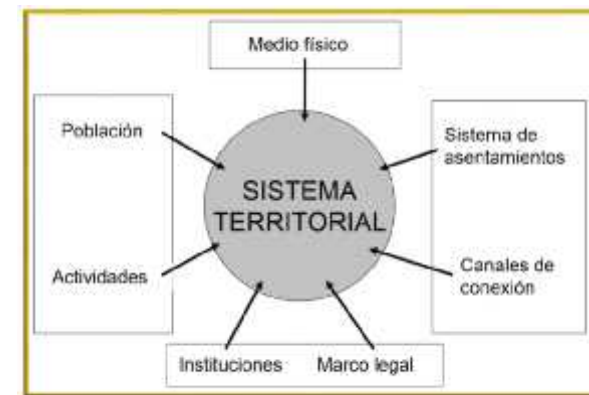 Medio físico
Población
Sistema de
asentamientos
SISTEMA
TERRITORIAL
Actividades
Canales de
conexión
Instituciones
Marco legal